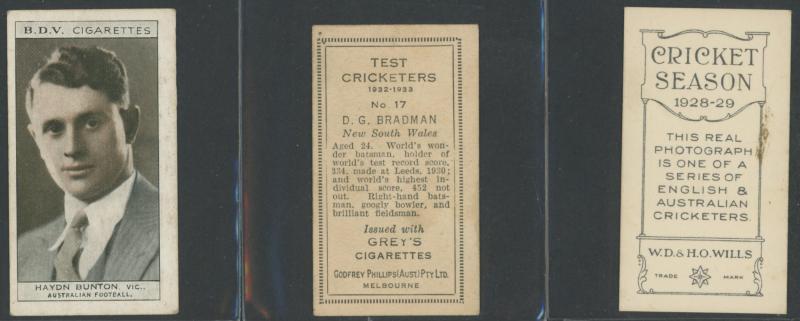 B.D.V. CIGARETTES
HAYDN BUNTON, VIC.,
AUSTRALIAN FOOTBALL.
TEST
CRICKETERS
1932-1933
No. 17
D. G. BRADMAN
New South Wales
Aged 24. World's won-
der batsman, holder of
world's test record score,
334, made at Leeds, 1930;
and world's highest in-
dividual score, 452 not
out. Right-hand bats-
man, googly bowler, and
brilliant fieldsman.
Issued with
GREY'S
CIGARETTES
GODFREY PHILLIPS (AUST) PTY LTD.
MELBOURNE
CRICKET
SEASON
1928-29
THIS REAL
PHOTOGRAPH
IS ONE OF A
SERIES OF
ENGLISH &
AUSTRALIAN
CRICKETERS.
W.D. & H.O. WILLS
TRADE MARK